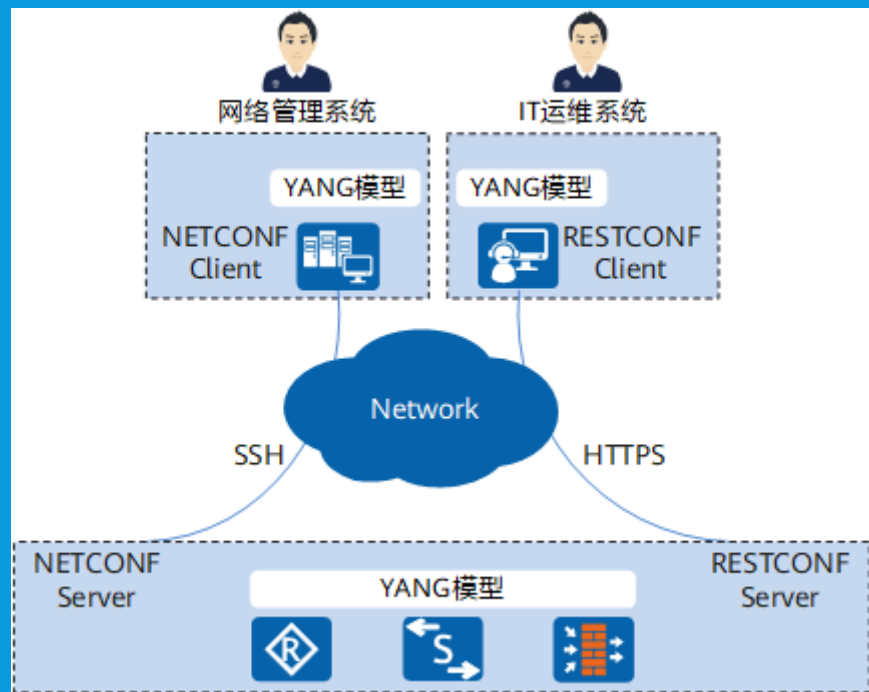 网络管理系统
IT运维系统
YANG模型
YANG模型
NETCONF
Client
RESTCONF
Client
Network
SSH
HTTPS
NETCONF
Server
YANG模型
RESTCONF
Server
R
S